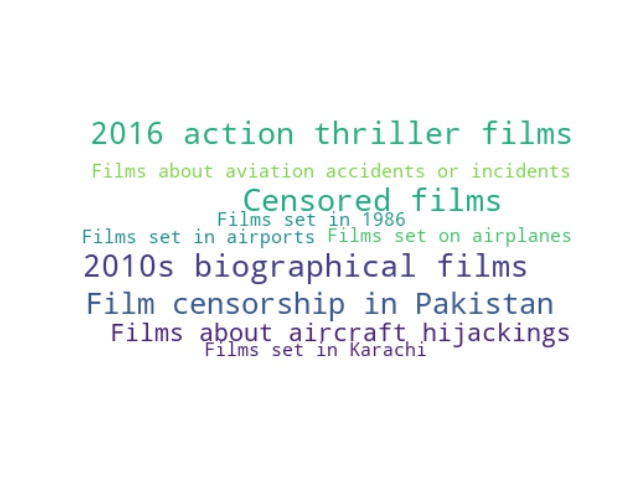 2016 action thriller films
Films about aviation accidents or incidents
Censored films
Films set in 1986
Films set in airports Films set on airplanes
2010s biographical films
Film censorship in Pakistan
Films about aircraft hijackings
Films set in Karachi